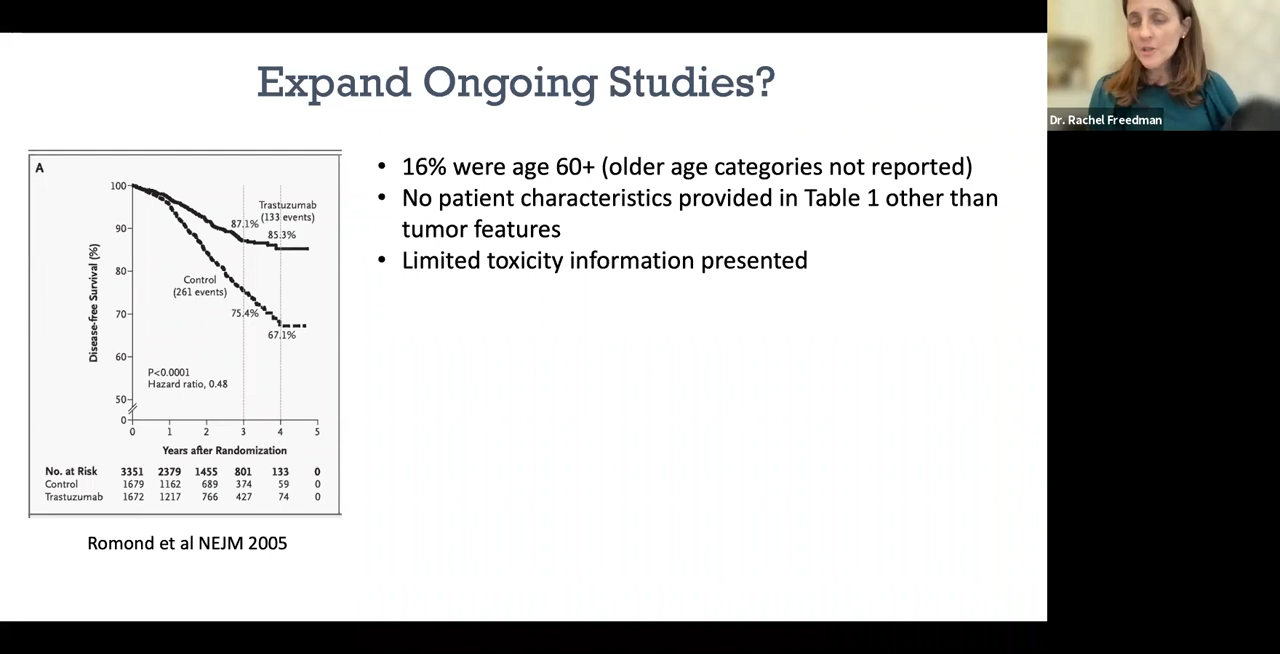 Expand Ongoing Studies?
A
100
90
80
70
60
50
0
Disease-free Survival (%)
Trastuzumab
(133 events)
87.1%
85.3%
Control
(261 events)
75.4%
67.1%
P<0.0001
Hazard ratio, 0.48
0 1 2 3 4 5
Years after Randomization
No. at Risk 3351 2379 1455 801 133 0
Control 1679 1162 689 374 59 0
Trastuzumab 1672 1217 766 427 74 0
Romond et al NEJM 2005
• 16% were age 60+ (older age categories not reported)
• No patient characteristics provided in Table 1 other than
tumor features
• Limited toxicity information presented
Dr. Rachel Freedman